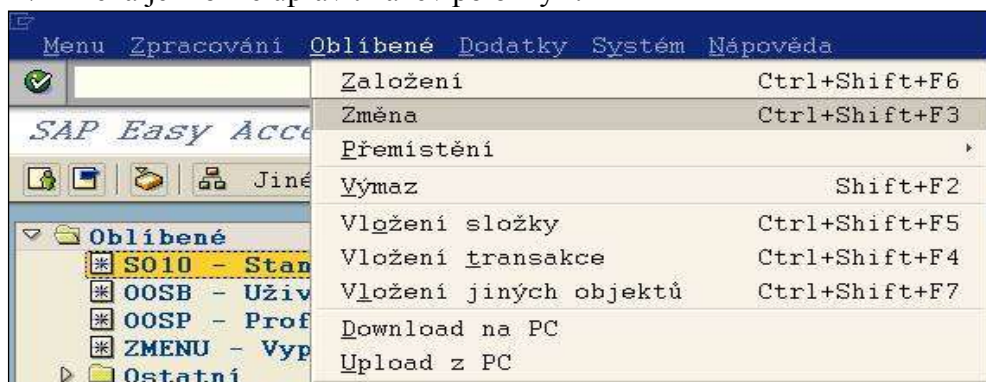 Menu Zpracování Oblíbené Dodatky Systém Nápověda
Založení Ctrl+Shift+F6
Změna Ctrl+Shift+F3
SAP Easy Acce
Přemístění
Jiné
Výmaz Shift+F2
Vložení složky Ctrl+Shift+F5
Oblíbené
SO10 - Stan
Vložení transakce Ctrl+Shift+F4
OOSB - Uživ
Vložení jiných objektů Ctrl+Shift+F7
OOSP - Prof
Download na PC
ZMENU - Vyp
Upload z PC
Ostatní